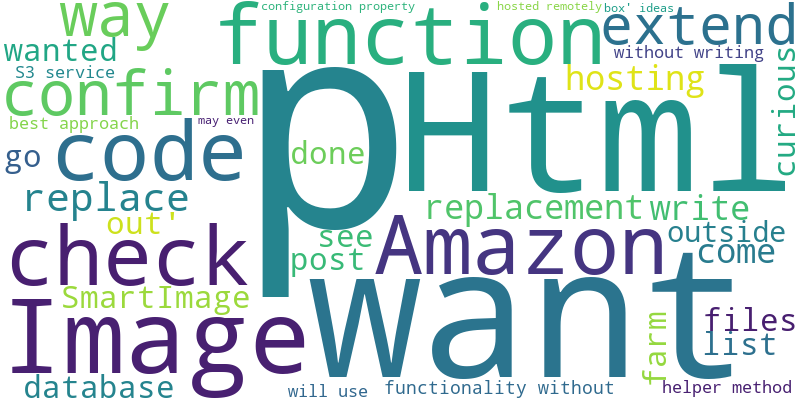 way
configuration property
hosted remotely
box' ideas
function
extend
wanted
without writing
S3 service
confirm
p
Html
hosting
curious
best approach
may even
code
done
go
replace
replacement
write
out'
check
see
Amazon
outside
post
come
SmartImage
Image
want
farm
files
list
database
will use
functionality without
helper method